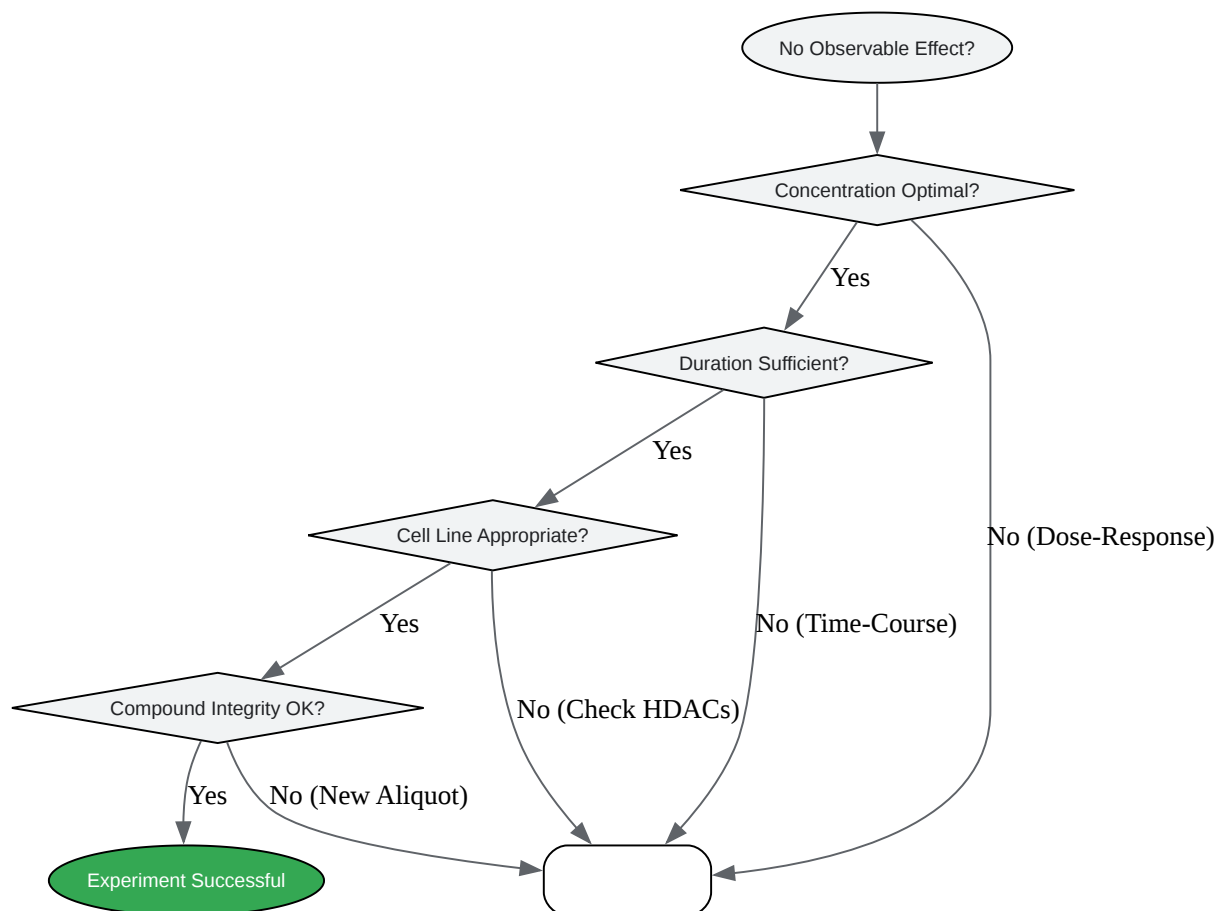 No Observable Effect?
Concentration Optimal?
Yes
Duration Sufficient?
Yes
Cell Line Appropriate?
No (Dose-Response)
Yes
No (Time-Course)
Compound Integrity OK?
No (Check HDACs)
Yes
No (New Aliquot)
Experiment Successful